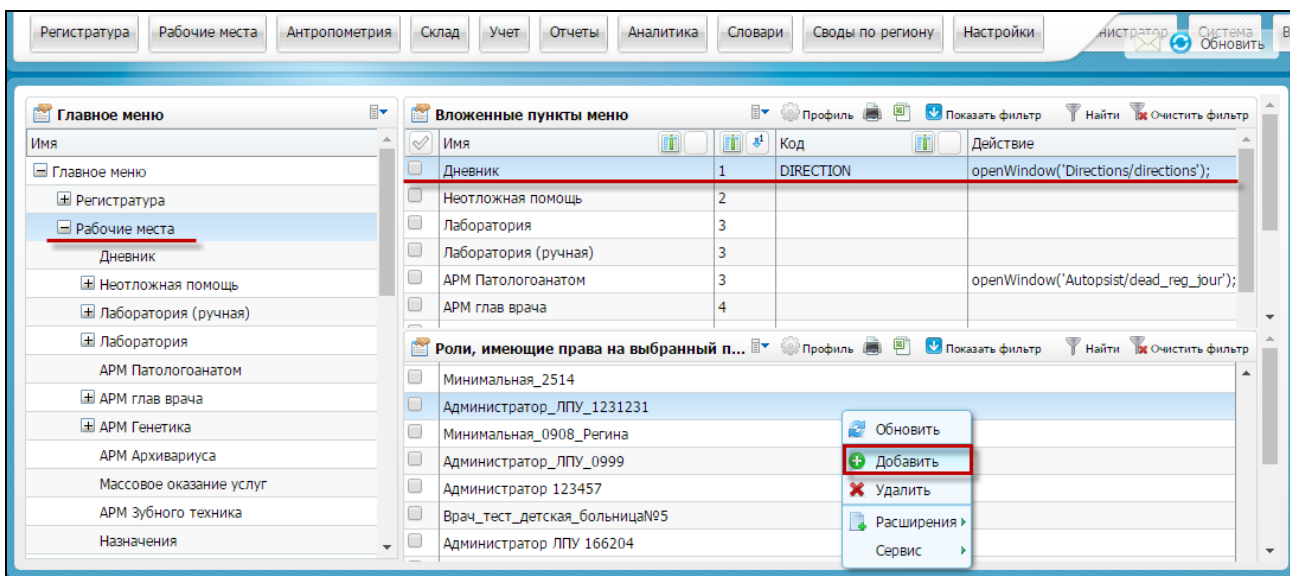 Регистратура Рабочие места Антропометрия Склад Учет Отчеты Аналитика Словари Своды по региону Настройки Система В
Обновить
Главное меню
Имя
Главное меню
Регистратура
Рабочие места
Дневник
Неотложная помощь
Лаборатория (ручная)
Лаборатория
АРМ Патологоанатом
АРМ глав врача
АРМ Генетика
АРМ Архивариуса
Массовое оказание услуг
АРМ Зубного техника
Назначения
Вложенные пункты меню Профиль Показать фильтр Найти Очистить фильтр
Имя 1 Код Действие
Дневник 1 DIRECTION openWindow('Directions/directions');
Неотложная помощь 2
Лаборатория 3
Лаборатория (ручная) 3
АРМ Патологоанатом 3 openWindow('Autopsist/dead_reg_jour');
АРМ глав врача 4
Роли, имеющие права на выбранный п... Профиль Показать фильтр Найти Очистить фильтр
Минимальная_2514
Администратор_ЛПУ_1231231
Минимальная_0908_Регина
Администратор_ЛПУ_0999
Администратор 123457
Врач_тест_детская_больница№5
Администратор ЛПУ 166204
Обновить
Добавить
Удалить
Расширения
Сервис